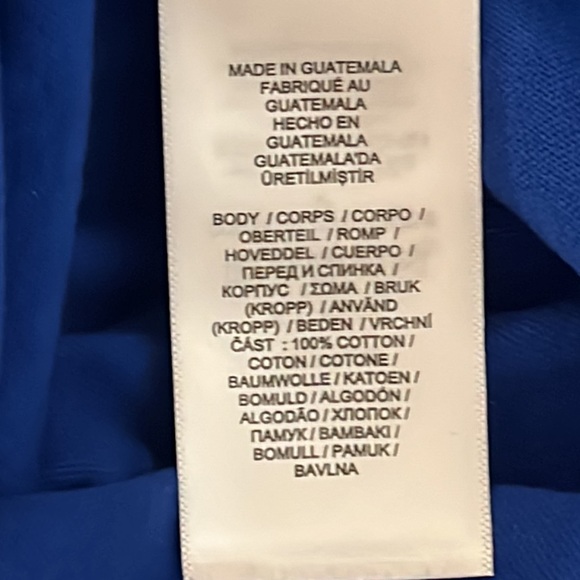 MADE IN GUATEMALA
FABRIQUÉ AU
GUATEMALA
HECHO EN
GUATEMALA
GUATEMALA'DA
ÜRETİLMİŞTİR
BODY / CORPS / CORPO /
OBERTEIL / ROMP /
HOVEDDEL / CUERPO /
ПЕРЕД И СПИНКА /
КОРПУС / ΣΩΜΑ / BRUK
(KROPP) / ANVÄND
(KROPP) / BEDEN / VRCHNÍ
ČÁST : 100% COTTON /
COTON / COTONE /
BAUMWOLLE / KATOEN /
BOMULD / ALGODÓN /
ALGODÃO / ХЛОПОК /
ПАМУК / ΒΑΜΒΑΚΙ /
BOMULL / PAMUK /
BAVLNA